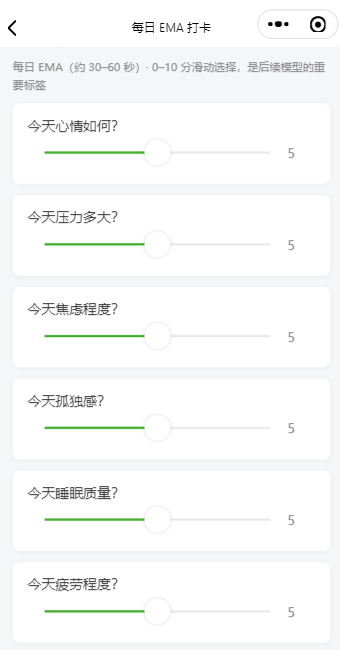 每日 EMA 打卡
每日 EMA（约 30–60 秒）· 0–10 分滑动选择，是后续模型的重
要标签
今天心情如何？
5
今天压力多大？
5
今天焦虑程度？
5
今天孤独感？
5
今天睡眠质量？
5
今天疲劳程度？
5